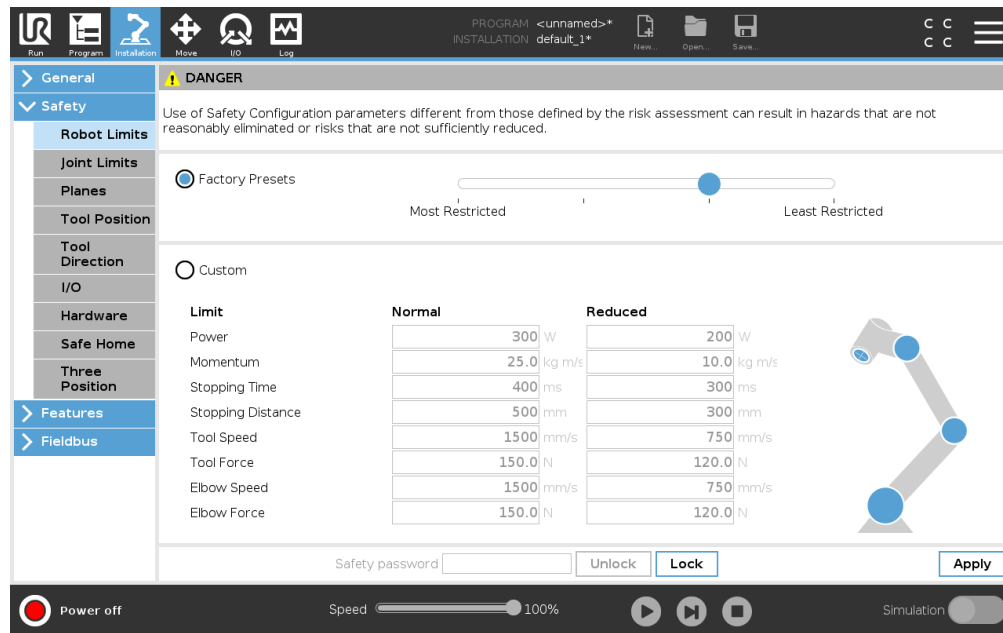 UR
PROGRAM <unnamed>*
INSTALLATION default_1*
Run Program Installation Move I/O Log New... Open... Save...
C C
C C
General
Safety
Robot Limits
Joint Limits
Planes
Tool Position
Tool
Direction
I/O
Hardware
Safe Home
Three
Position
Features
Fieldbus
DANGER
Use of Safety Configuration parameters different from those defined by the risk assessment can result in hazards that are not
reasonably eliminated or risks that are not sufficiently reduced.
Factory Presets
Most Restricted Least Restricted
Custom
Limit Normal Reduced
Power 300 W 200 W
Momentum 25.0 kg m/s 10.0 kg m/s
Stopping Time 400 ms 300 ms
Stopping Distance 500 mm 300 mm
Tool Speed 1500 mm/s 750 mm/s
Tool Force 150.0 N 120.0 N
Elbow Speed 1500 mm/s 750 mm/s
Elbow Force 150.0 N 120.0 N
Safety password Unlock Lock Apply
Power off Speed 100% Simulation